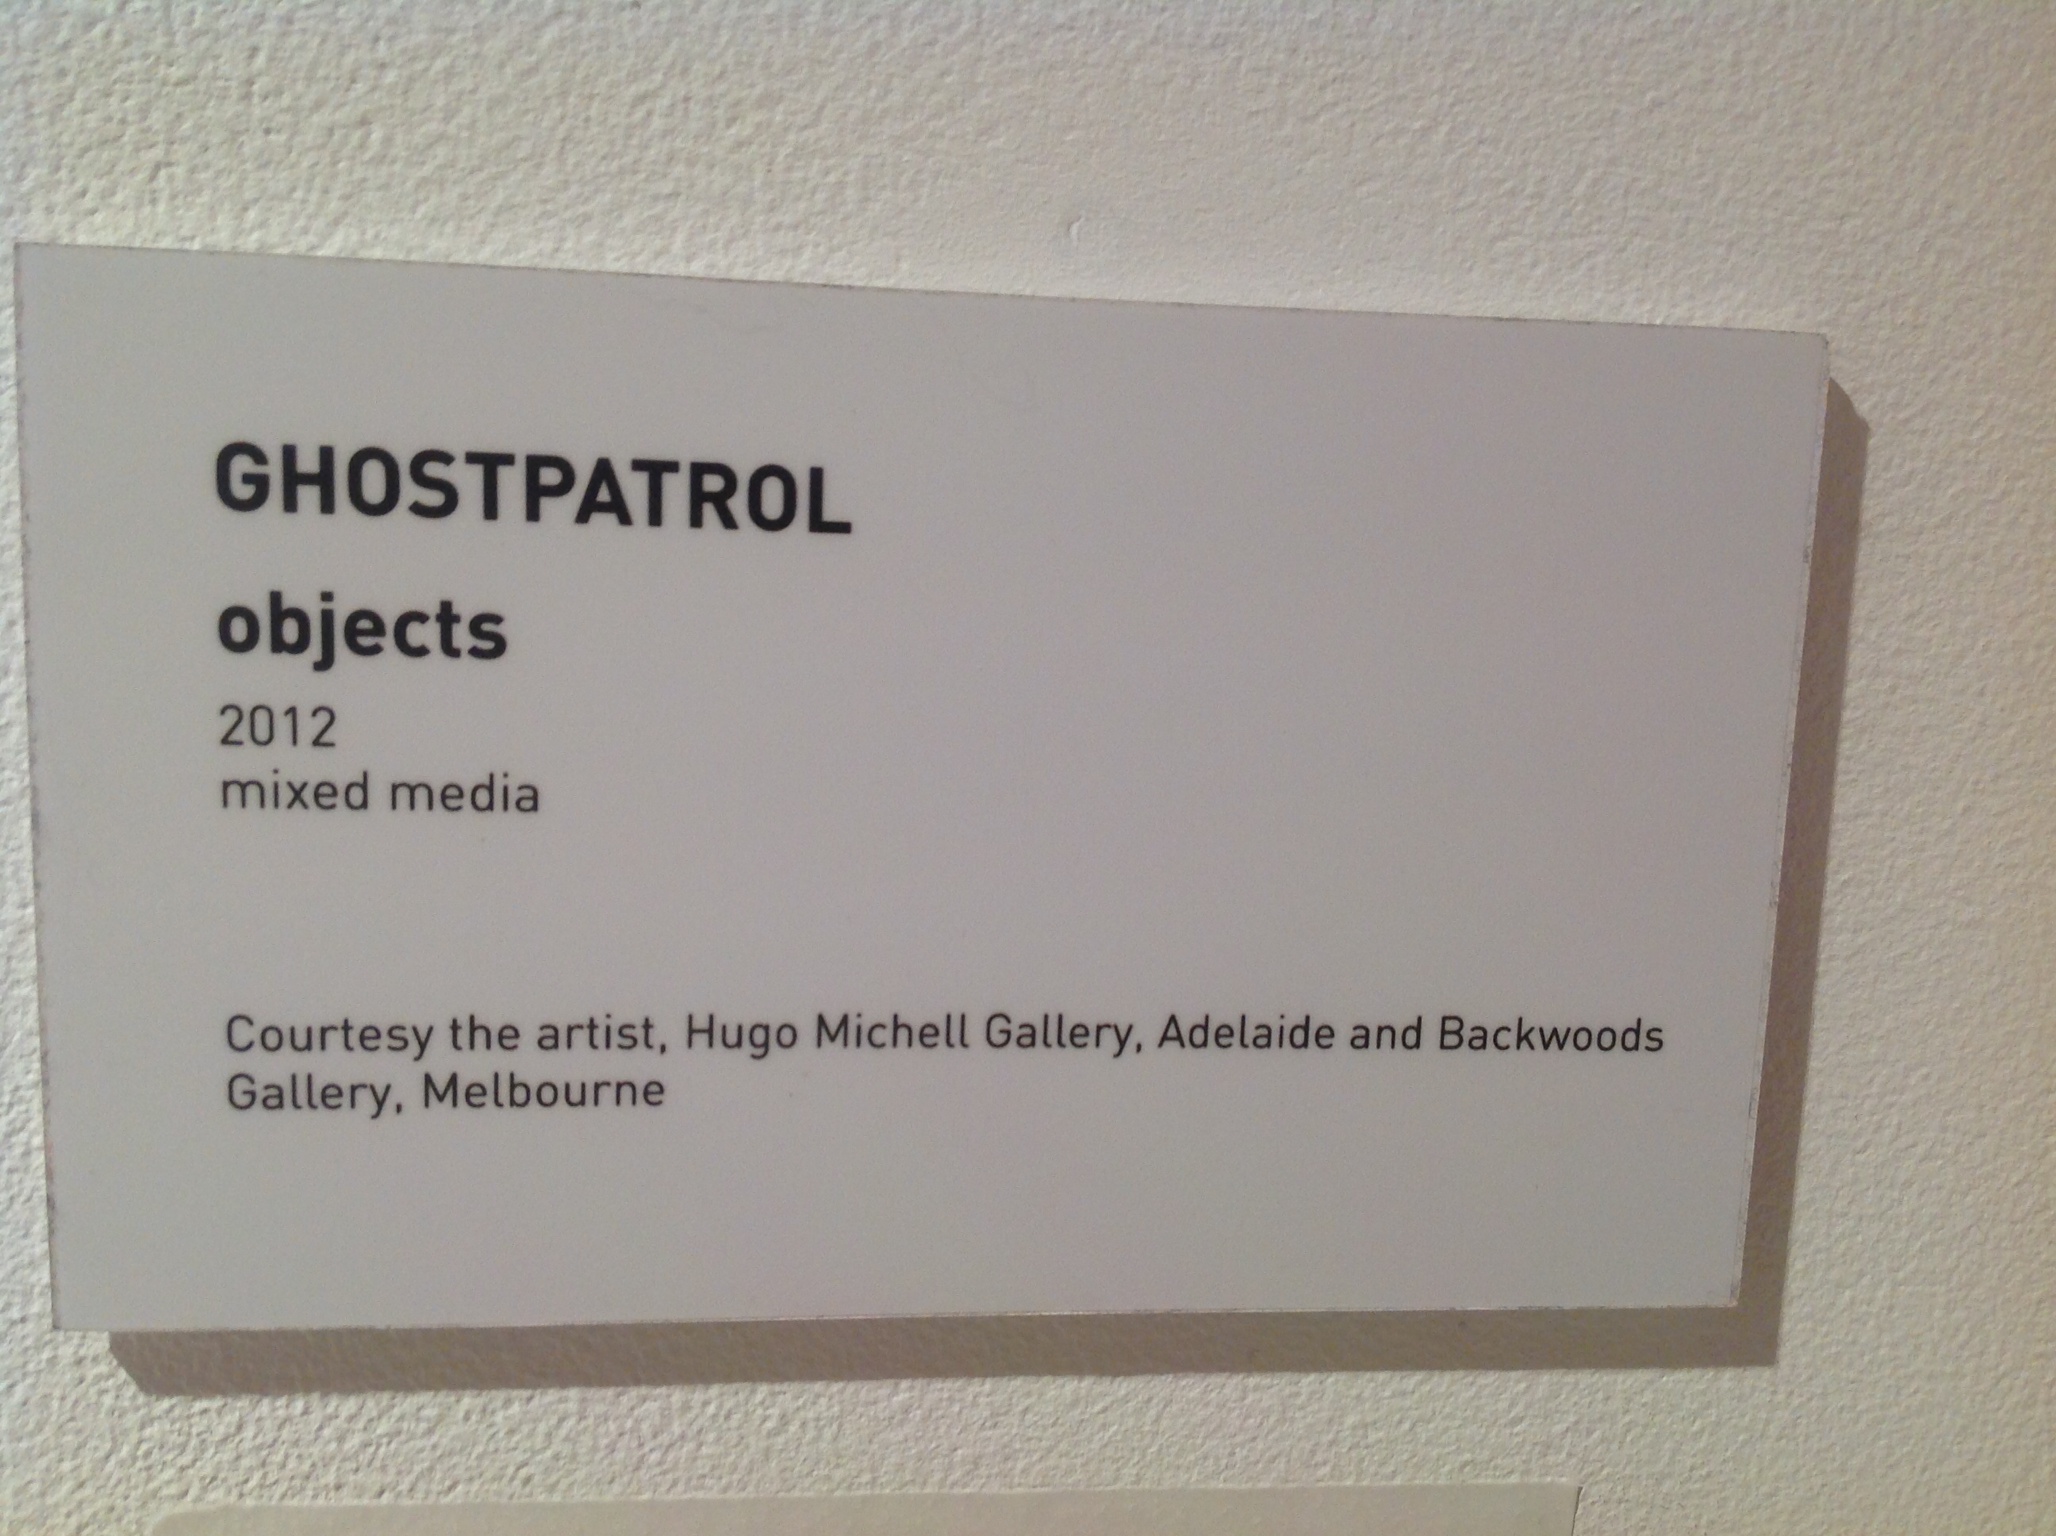 GHOSTPATROL
objects
2012
mixed media
Courtesy the artist, Hugo Michell Gallery, Adelaide and Backwoods
Gallery, Melbourne